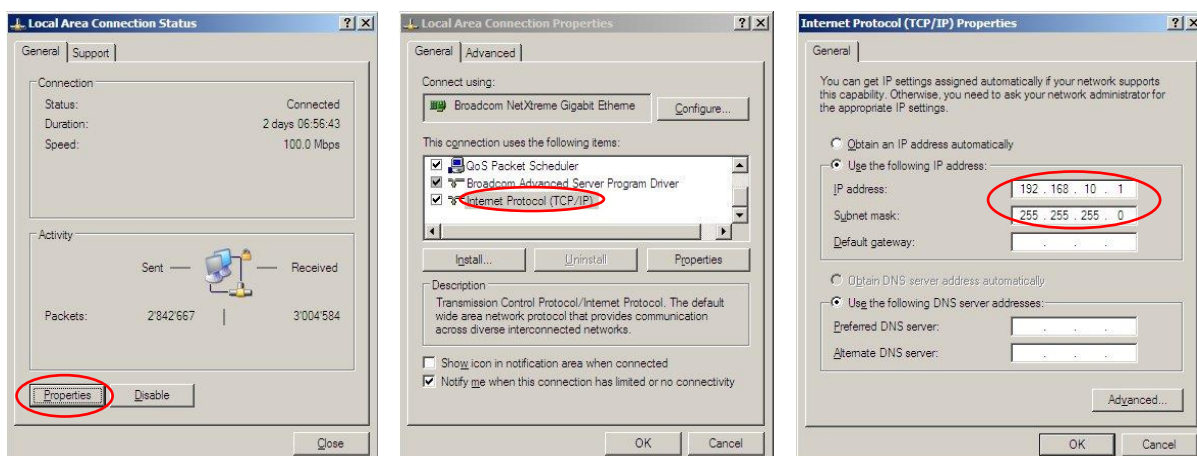 Local Area Connection Status
General Support
Connection
Status: Connected
Duration: 2 days 06:56:43
Speed: 100.0 Mbps
Activity
Sent — — Received
Packets: 2'842'667 | 3'004'584
Properties Disable
Close
Local Area Connection Properties
General Advanced
Connect using:
Broadcom NetXtreme Gigabit Etherne Configure...
This connection uses the following items:
QoS Packet Scheduler
Broadcom Advanced Server Program Driver
Internet Protocol (TCP/IP)
Install... Uninstall Properties
Description
Transmission Control Protocol/Internet Protocol. The default
wide area network protocol that provides communication
across diverse interconnected networks.
Show icon in notification area when connected
Notify me when this connection has limited or no connectivity
OK Cancel
Internet Protocol (TCP/IP) Properties
General
You can get IP settings assigned automatically if your network supports
this capability. Otherwise, you need to ask your network administrator for
the appropriate IP settings.
Obtain an IP address automatically
Use the following IP address:
IP address: 192 . 168 . 10 . 1
Subnet mask: 255 . 255 . 255 . 0
Default gateway: . . .
Obtain DNS server address automatically
Use the following DNS server addresses:
Preferred DNS server: . . .
Alternate DNS server: . . .
Advanced...
OK Cancel